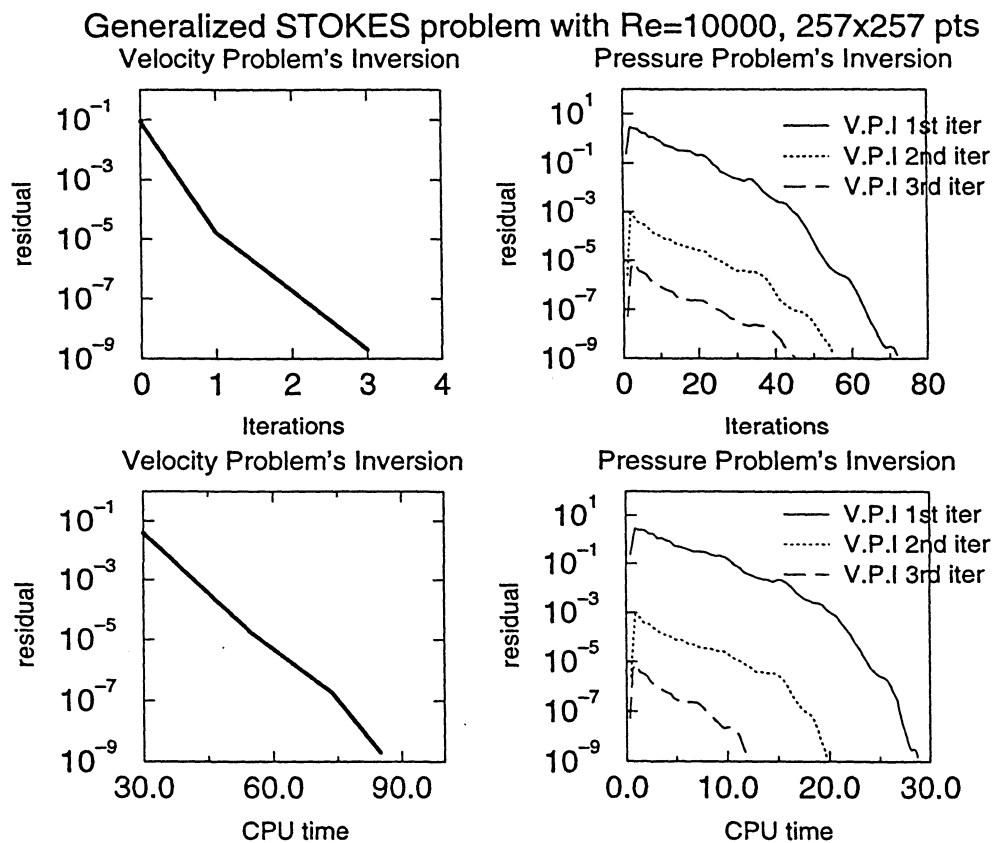 Generalized STOKES problem with Re=10000, 257x257 pts
Velocity Problem's Inversion
residual
10⁻¹
10⁻³
10⁻⁵
10⁻⁷
10⁻⁹
0 1 2 3 4
Iterations
Pressure Problem's Inversion
residual
10¹
10⁻¹
10⁻³
10⁻⁵
10⁻⁷
10⁻⁹
V.P.I 1st iter
V.P.I 2nd iter
V.P.I 3rd iter
0 20 40 60 80
Iterations
Velocity Problem's Inversion
residual
10⁻¹
10⁻³
10⁻⁵
10⁻⁷
10⁻⁹
30.0 60.0 90.0
CPU time
Pressure Problem's Inversion
residual
10¹
10⁻¹
10⁻³
10⁻⁵
10⁻⁷
10⁻⁹
V.P.I 1st iter
V.P.I 2nd iter
V.P.I 3rd iter
0.0 10.0 20.0 30.0
CPU time